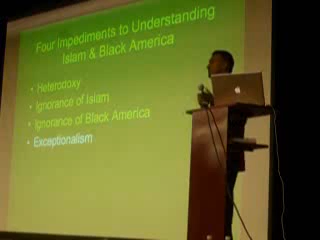 Four Impediments to Understanding
Islam & Black America
• Heterodoxy
• Ignorance of Islam
• Ignorance of Black America
• Exceptionalism